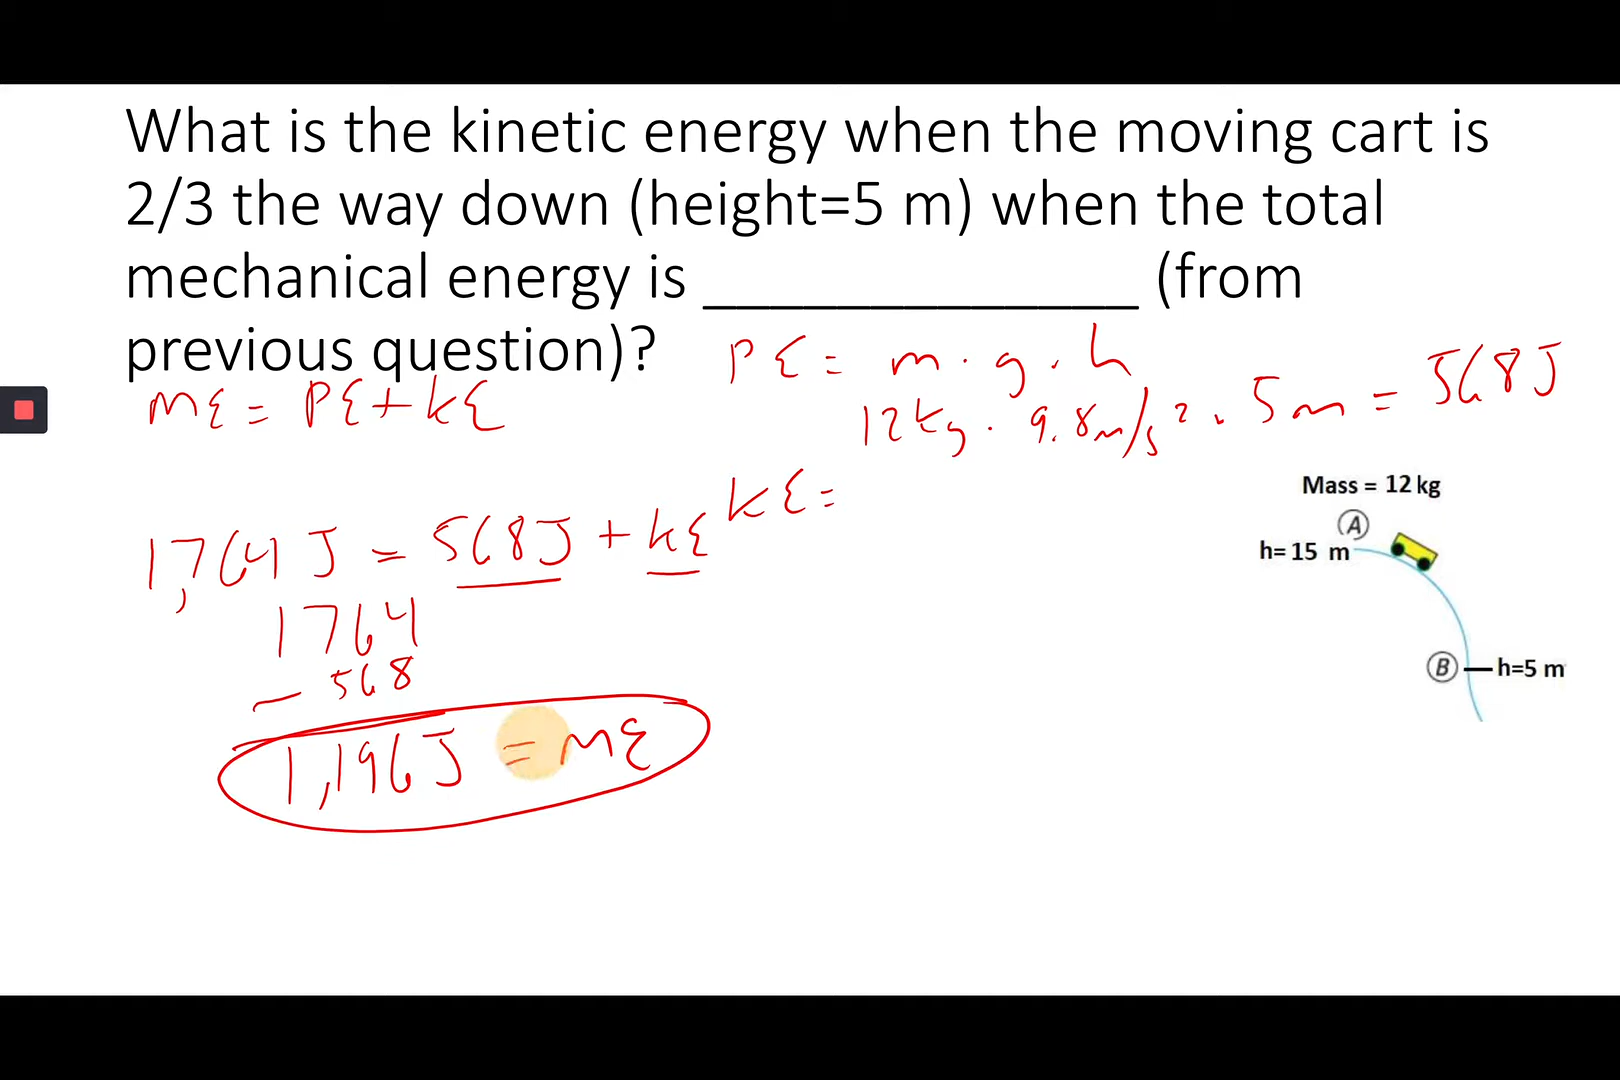 What is the kinetic energy when the moving cart is
2/3 the way down (height=5 m) when the total
mechanical energy is ______________ (from
previous question)?
PE = m · g · h
12kg · 9.8m/s² · 5m = 568J
ME = PE + KE
KE =
1,764J = 568J + KE
1764
- 568
1,196J = ME
Mass = 12 kg
A
h= 15 m
B
h=5 m